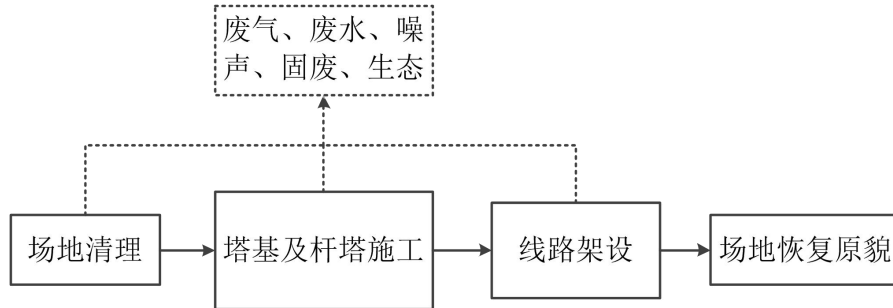 废气、废水、噪
声、固废、生态
场地清理
塔基及杆塔施工
线路架设
场地恢复原貌